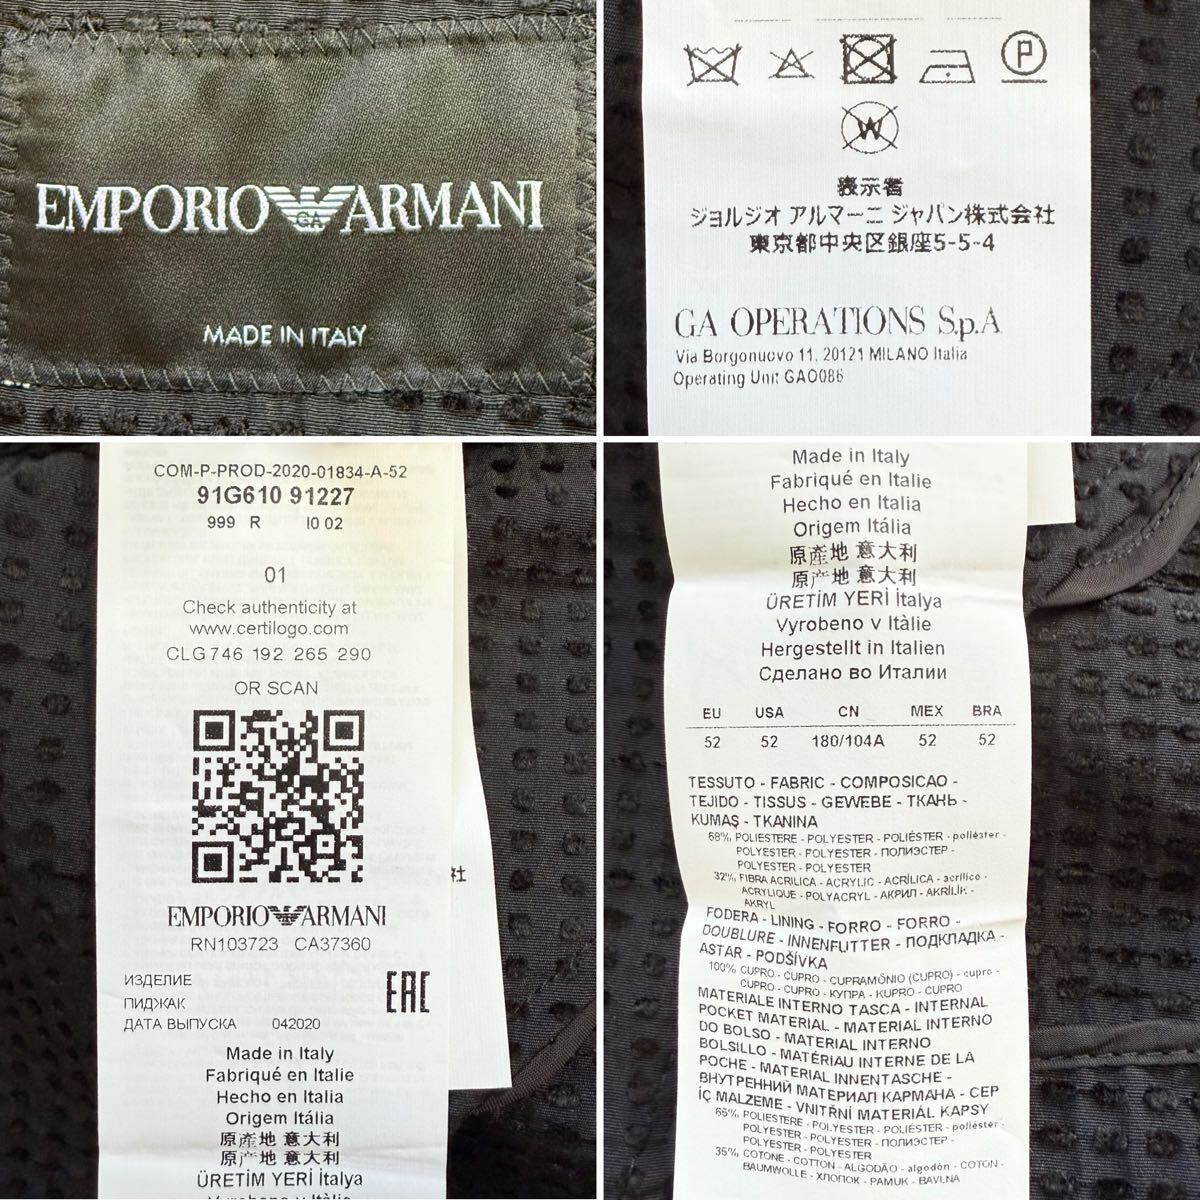 EMPORIO ARMANI
GA
MADE IN ITALY
P
W
表示者
ジョルジオ アルマーニ ジャパン株式会社
東京都中央区銀座5-5-4
GA OPERATIONS S.p.A
Via Borgonuovo 11, 20121 MILANO Italia
Operating Unit GAO086
COM-P-PROD-2020-01834-A-52
91G610 91227
999 R I0 02
01
Check authenticity at
www.certilogo.com
CLG 746 192 265 290
OR SCAN
社
EMPORIO ARMANI
RN103723 CA37360
ИЗДЕЛИЕ
ПИДЖАК
ДАТА ВЫПУСКА 042020
EAC
Made in Italy
Fabriqué en Italie
Hecho en Italia
Origem Itália
原產地 意大利
原产地 意大利
ÜRETİM YERİ İtalya
Vyrobeno v Itálie
Made in Italy
Fabriqué en Italie
Hecho en Italia
Origem Itália
原產地 意大利
原产地 意大利
ÜRETİM YERİ İtalya
Vyrobeno v Itàlie
Hergestellt in Italien
Сделано во Италии
EU USA CN MEX BRA
52 52 180/104A 52 52
TESSUTO - FABRIC - COMPOSICAO -
TEJIDO - TISSUS - GEWEBE - ТКАНЬ -
KUMAŞ - TKANINA
68% POLIESTERE - POLYESTER - POLIÉSTER - poliéster -
POLYESTER - POLYESTER - ПОЛИЭСТЕР -
POLYESTER - POLYESTER
32% FIBRA ACRILICA - ACRYLIC - ACRÍLICA - acrílico -
ACRYLIQUE - POLYACRYL - АКРИЛ - AKRİLİK -
AKRYL
FODERA - LINING - FORRO - FORRO -
DOUBLURE - INNENFUTTER - ПОДКЛАДКА -
ASTAR - PODŠÍVKA
100% CUPRO - CUPRO - CUPRAMÔNIO (CUPRO) - cupro -
CUPRO - CUPRO - КУПРА - KUPRO - CUPRO
MATERIALE INTERNO TASCA - INTERNAL
POCKET MATERIAL - MATERIAL INTERNO
DO BOLSO - MATERIAL INTERNO
BOLSILLO - MATÉRIAU INTERNE DE LA
POCHE - MATERIAL INNENTASCHE -
ВНУТРЕННИЙ МАТЕРИАЛ КАРМАНА - CEP
İÇ MALZEME - VNITŘNÍ MATERIÁL KAPSY
65% POLIESTERE - POLYESTER - POLIÉSTER - poliéster -
POLYESTER - POLYESTER - ПОЛИЭСТЕР -
POLYESTER - POLYESTER
35% COTONE - COTTON - ALGODÃO - algodón - COTON -
BAUMWOLLE - ХЛОПОК - PAMUK - BAVLNA